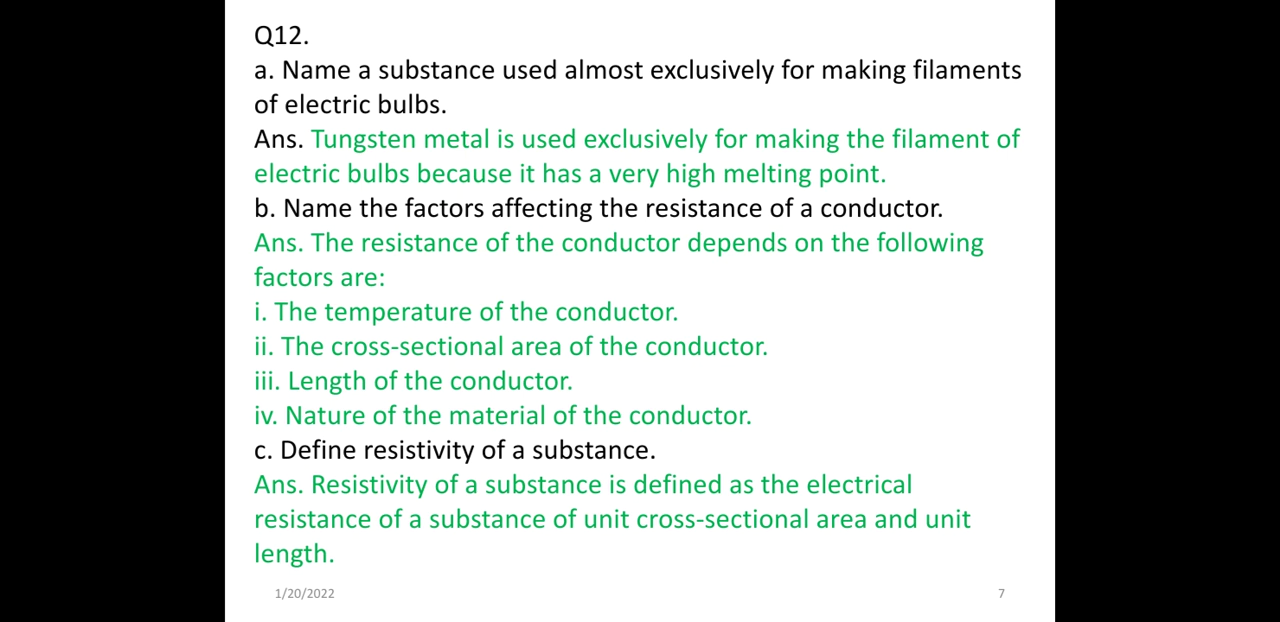 Q12.
a. Name a substance used almost exclusively for making filaments
of electric bulbs.
Ans. Tungsten metal is used exclusively for making the filament of
electric bulbs because it has a very high melting point.
b. Name the factors affecting the resistance of a conductor.
Ans. The resistance of the conductor depends on the following
factors are:
i. The temperature of the conductor.
ii. The cross-sectional area of the conductor.
iii. Length of the conductor.
iv. Nature of the material of the conductor.
c. Define resistivity of a substance.
Ans. Resistivity of a substance is defined as the electrical
resistance of a substance of unit cross-sectional area and unit
length.
1/20/2022 7